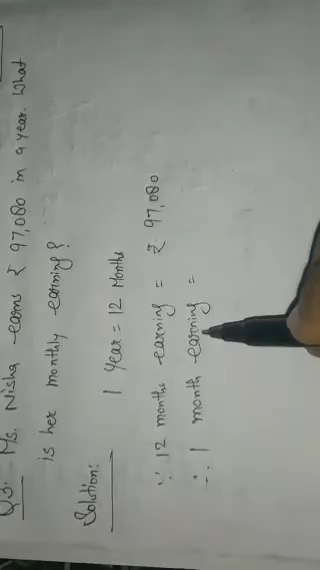 Q3. Ms. Nisha earns ₹ 97,080 in a year. What
is her monthly earning?
Solution:
1 Year = 12 Months
∵ 12 months earning = ₹ 97,080
∴ 1 month earning =